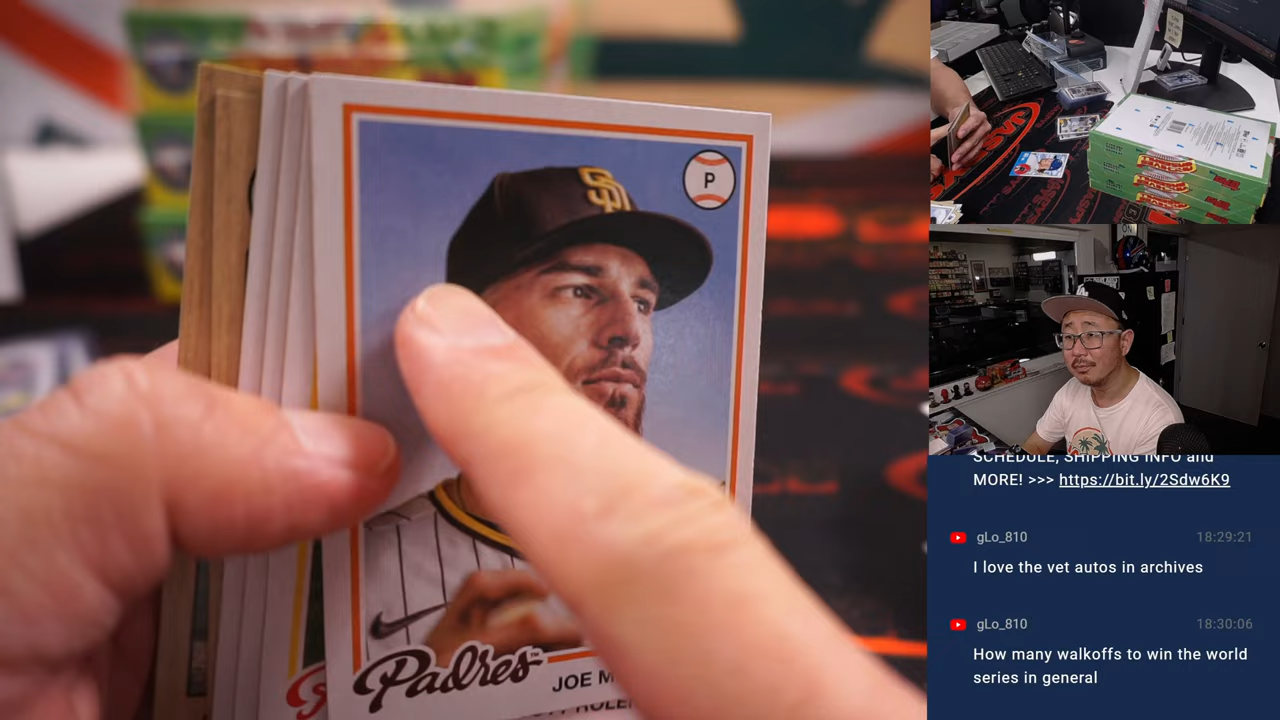 P
Padres
JOE M
SCHEDULE, SHIPPING INFO and
MORE! >>> https://bit.ly/2Sdw6K9
gLo_810 18:29:21
I love the vet autos in archives
gLo_810 18:30:06
How many walkoffs to win the world
series in general